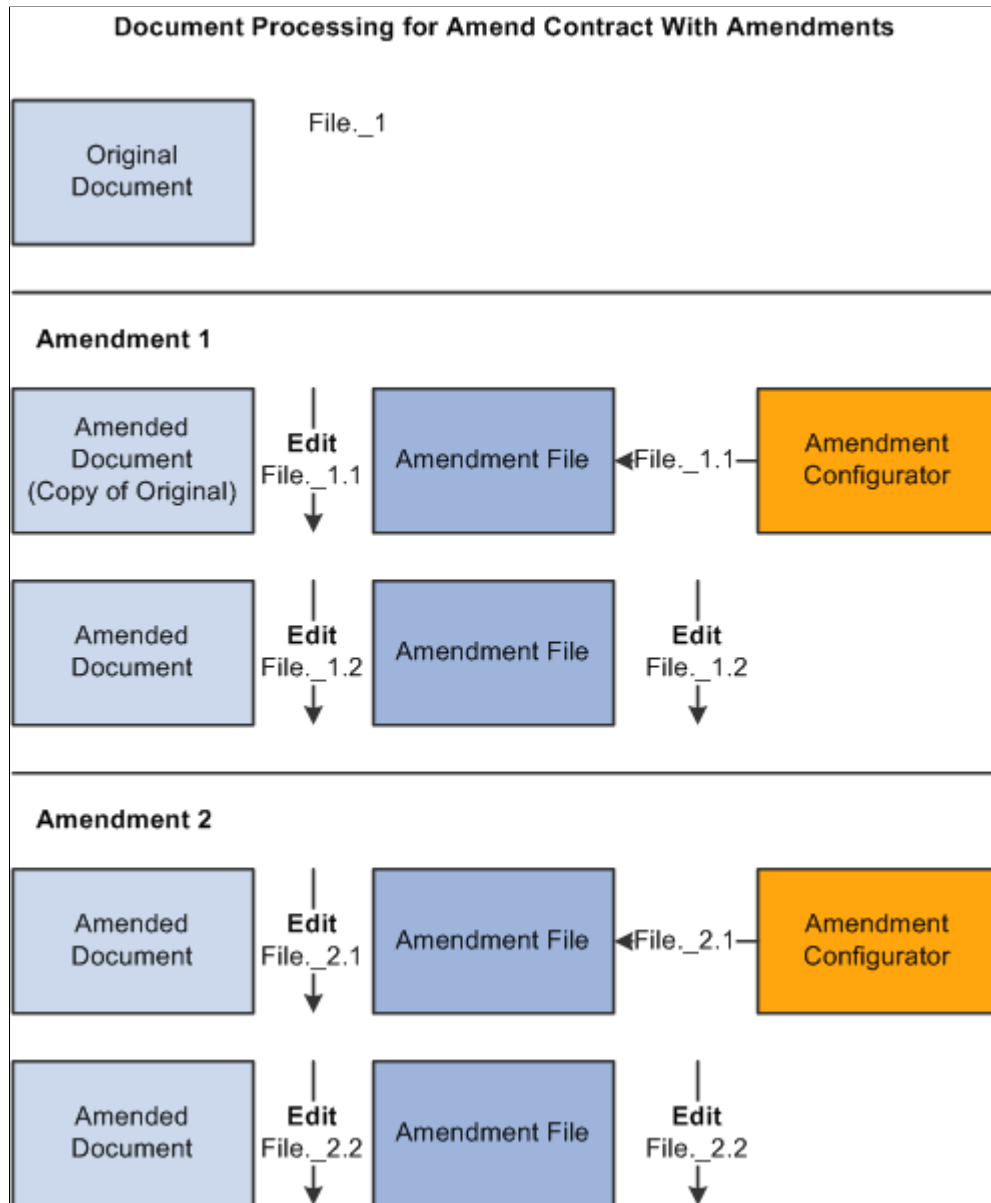 Document Processing for Amend Contract With Amendments
Original
Document
File._1
Amendment 1
Amended
Document
(Copy of Original)
Edit
File._1.1
Amendment File
File._1.1
Amendment
Configurator
Amended
Document
Edit
File._1.2
Amendment File
Edit
File._1.2
Amendment 2
Amended
Document
Edit
File._2.1
Amendment File
File._2.1
Amendment
Configurator
Amended
Document
Edit
File._2.2
Amendment File
Edit
File._2.2